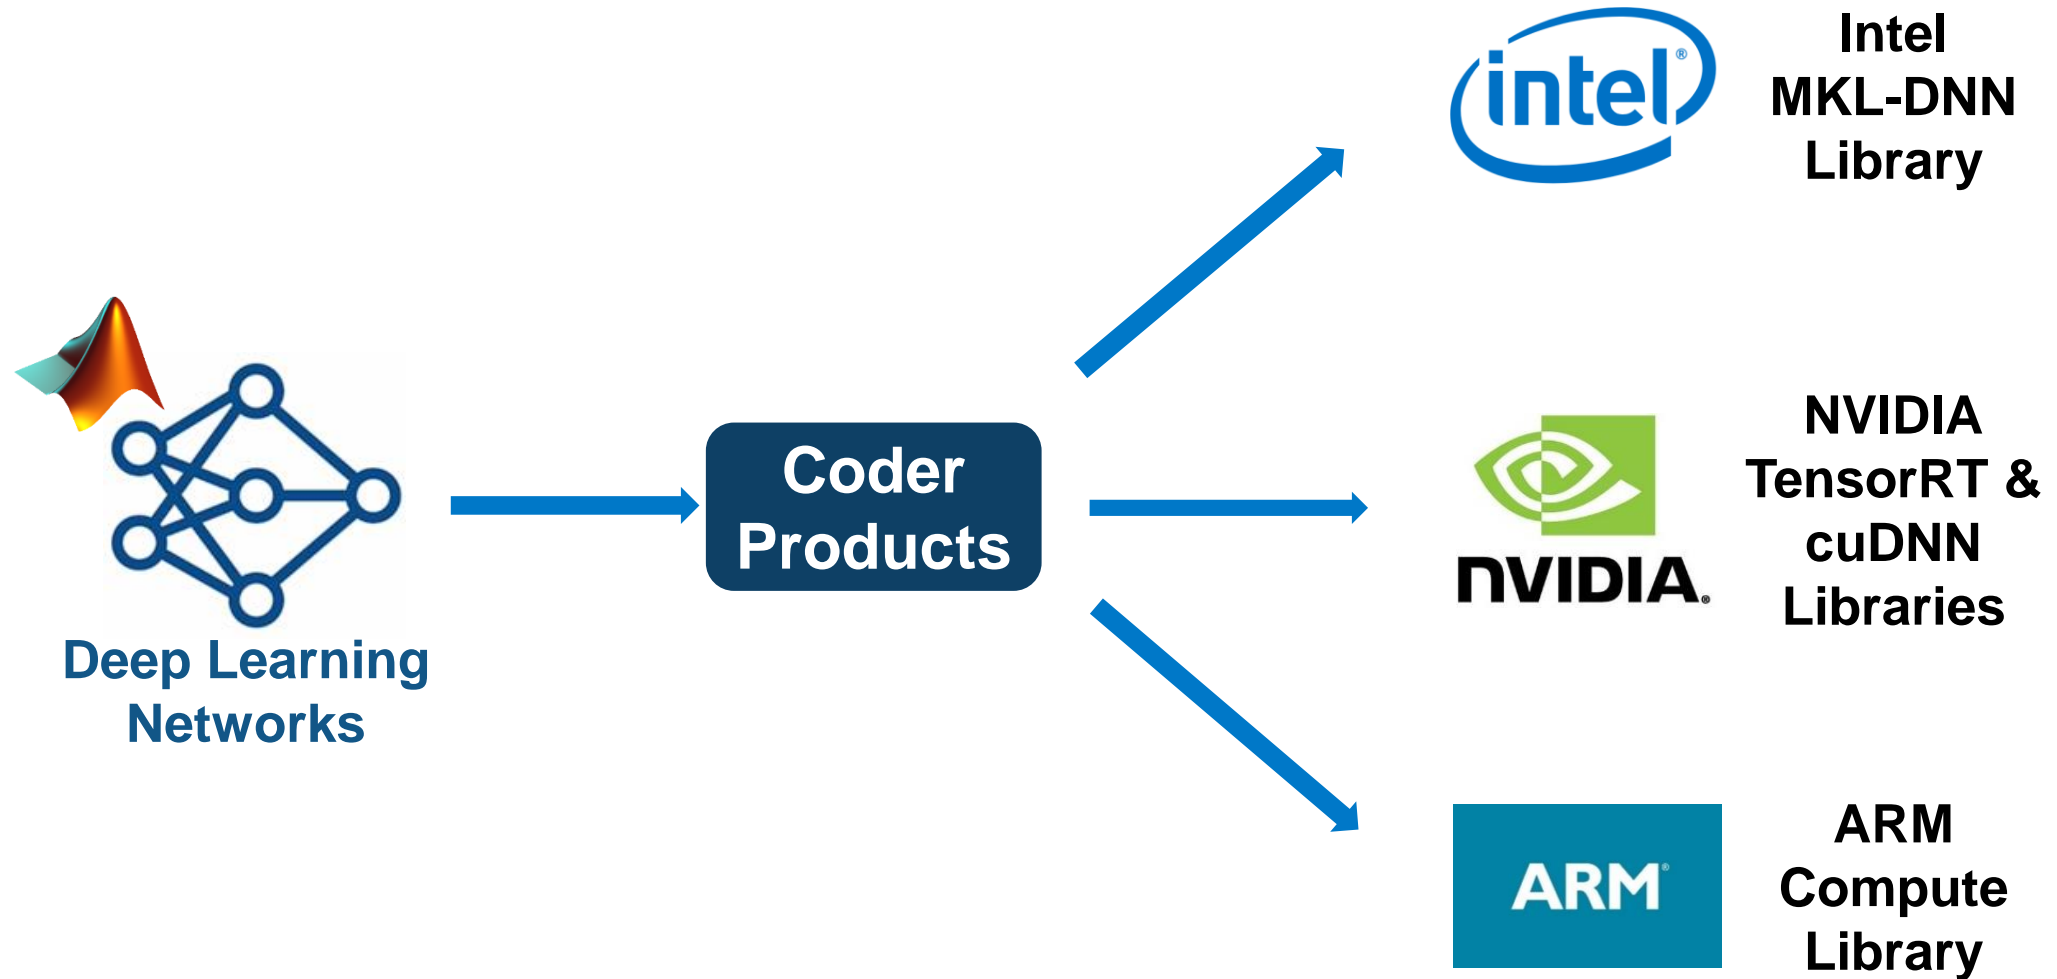 intel®
Intel
MKL-DNN
Library
Deep Learning
Networks
Coder
Products
NVIDIA.®
NVIDIA
TensorRT &
cuDNN
Libraries
ARM®
ARM
Compute
Library